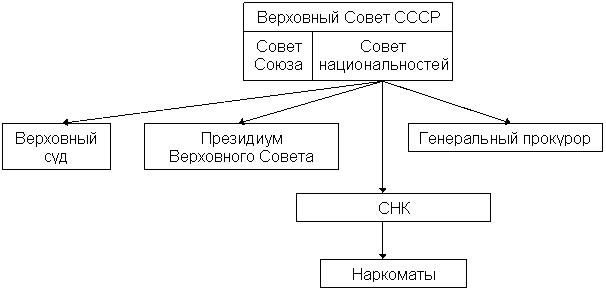 Верховный Совет СССР
Совет
Союза
Совет
национальностей
Верховный
суд
Президиум
Верховного Совета
Генеральный прокурор
СНК
Наркоматы